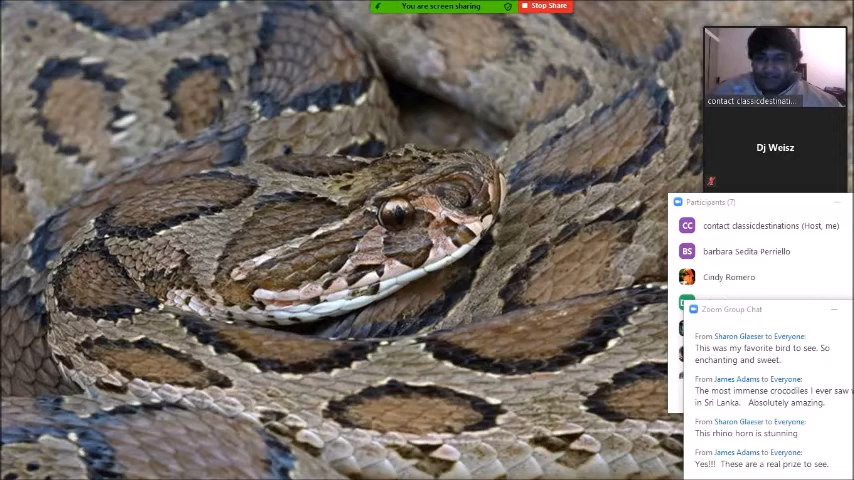 You are screen sharing
Stop Share
contact classicdestinati...
Dj Weisz
Participants (7)
CC contact classicdestinations (Host, me)
BS barbara Sedita Perriello
Cindy Romero
Zoom Group Chat
From Sharon Glaeser to Everyone:
This was my favorite bird to see. So
enchanting and sweet.
From James Adams to Everyone:
The most immense crocodiles I ever saw
in Sri Lanka. Absolutely amazing.
From Sharon Glaeser to Everyone:
This rhino horn is stunning
From James Adams to Everyone:
Yes!!! These are a real prize to see.